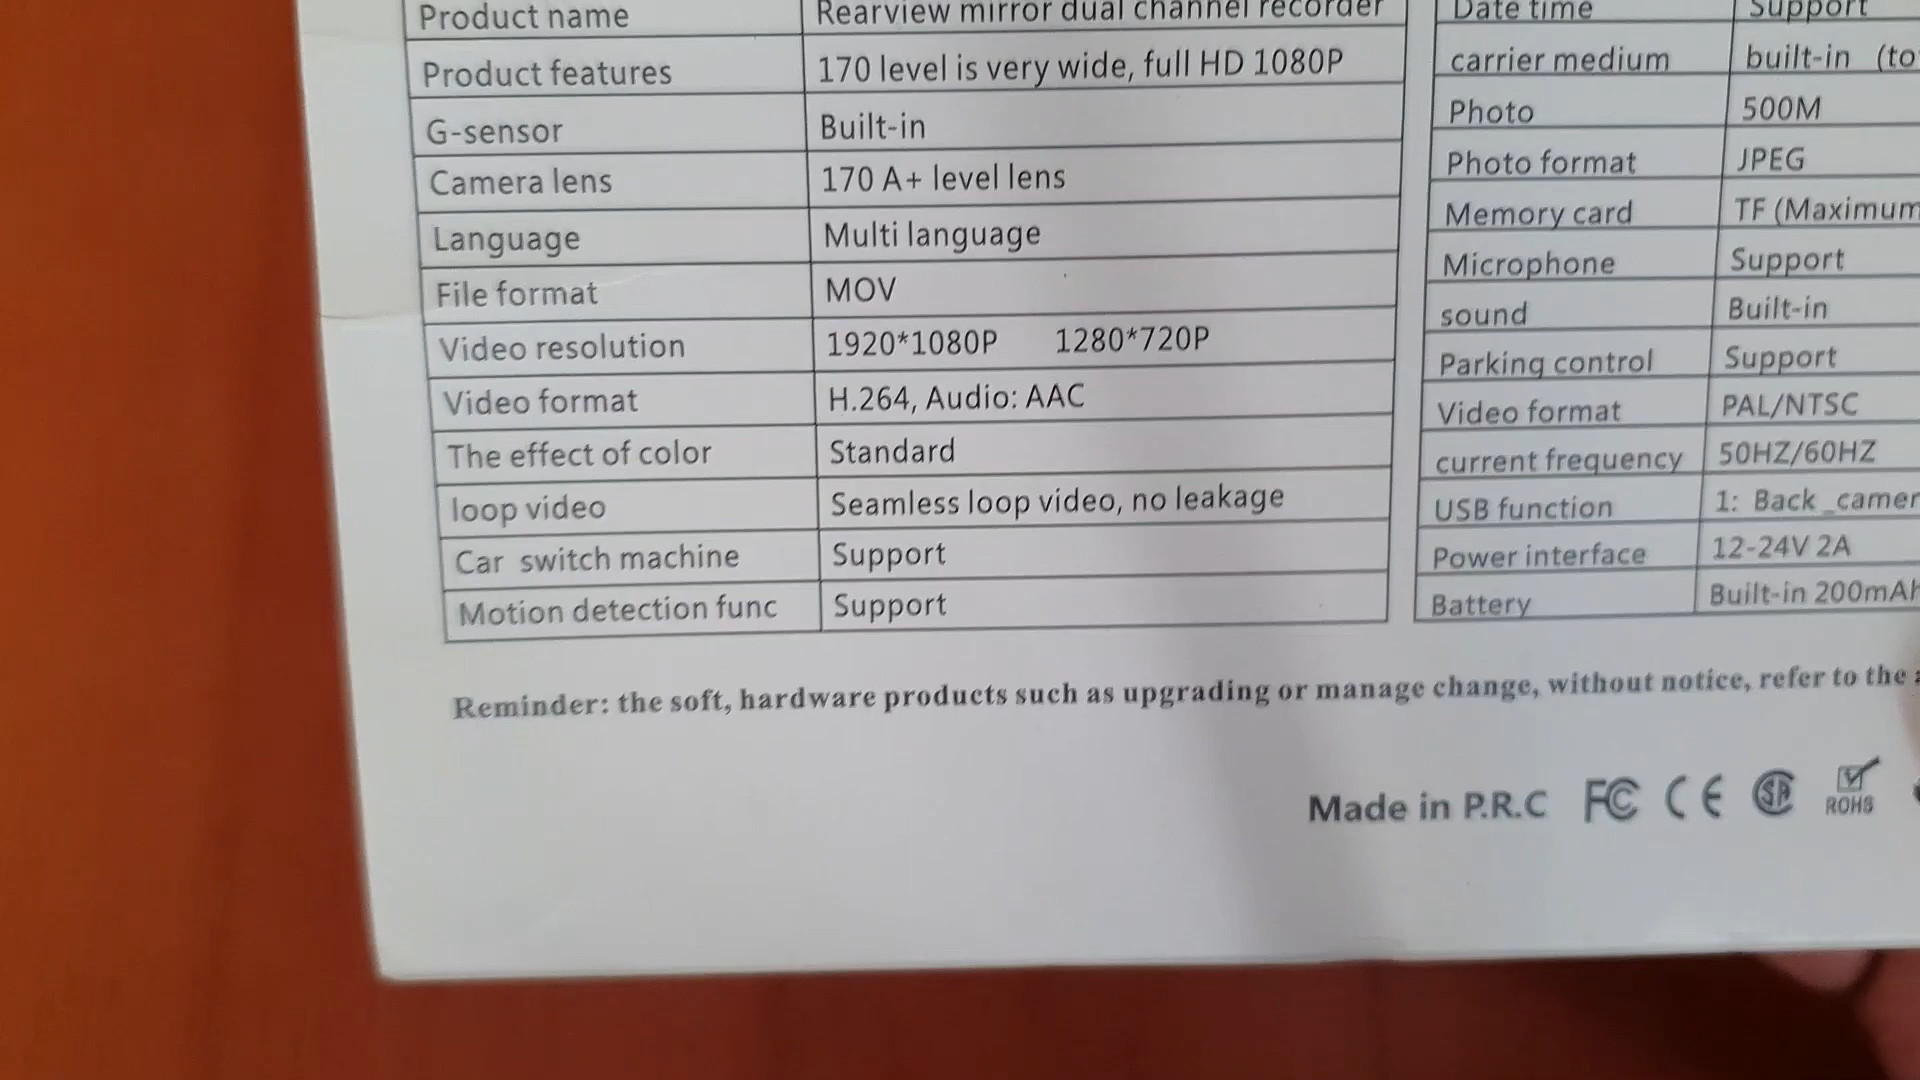 Product name Rearview mirror dual channel recorder
Product features 170 level is very wide, full HD 1080P
G-sensor Built-in
Camera lens 170 A+ level lens
Language Multi language
File format MOV
Video resolution 1920*1080P 1280*720P
Video format H.264, Audio: AAC
The effect of color Standard
loop video Seamless loop video, no leakage
Car switch machine Support
Motion detection func Support
Date time Support
carrier medium built-in (to
Photo 500M
Photo format JPEG
Memory card TF (Maximum
Microphone Support
sound Built-in
Parking control Support
Video format PAL/NTSC
current frequency 50HZ/60HZ
USB function 1: Back_camer
Power interface 12-24V 2A
Battery Built-in 200mAh
Reminder: the soft, hardware products such as upgrading or manage change, without notice, refer to the
Made in P.R.C FC CE ROHS